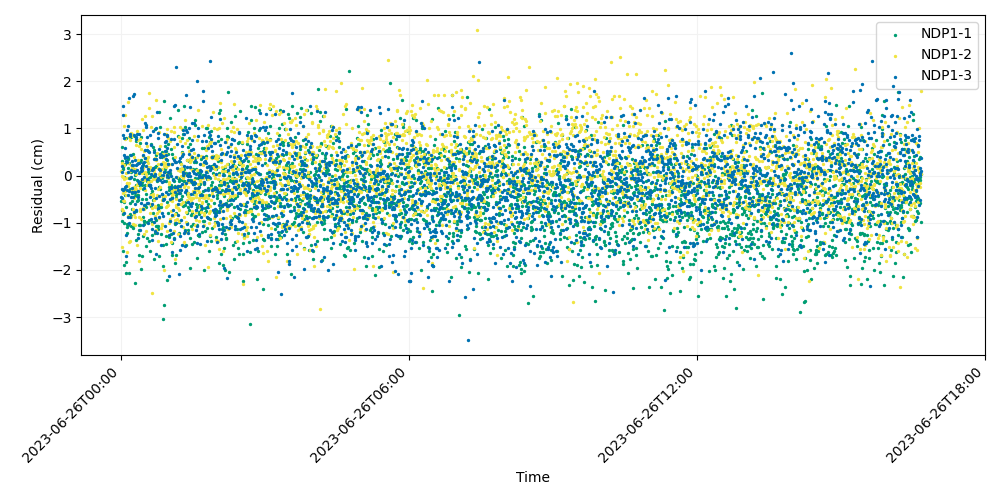 NDP1-1
NDP1-2
NDP1-3
Residual (cm)
3
2
1
0
−1
−2
−3
2023-06-26T00:00
2023-06-26T06:00
2023-06-26T12:00
2023-06-26T18:00
Time